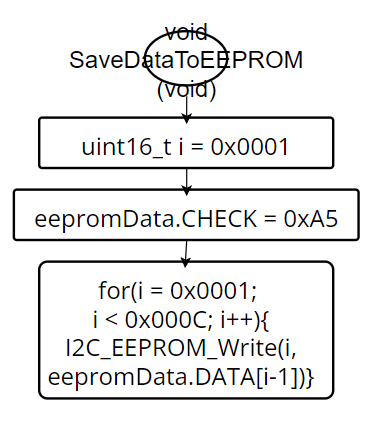 void
SaveDataToEEPROM
(void)
uint16_t i = 0x0001
eepromData.CHECK = 0xA5
for(i = 0x0001;
i < 0x000C; i++){
I2C_EEPROM_Write(i,
eepromData.DATA[i-1])}